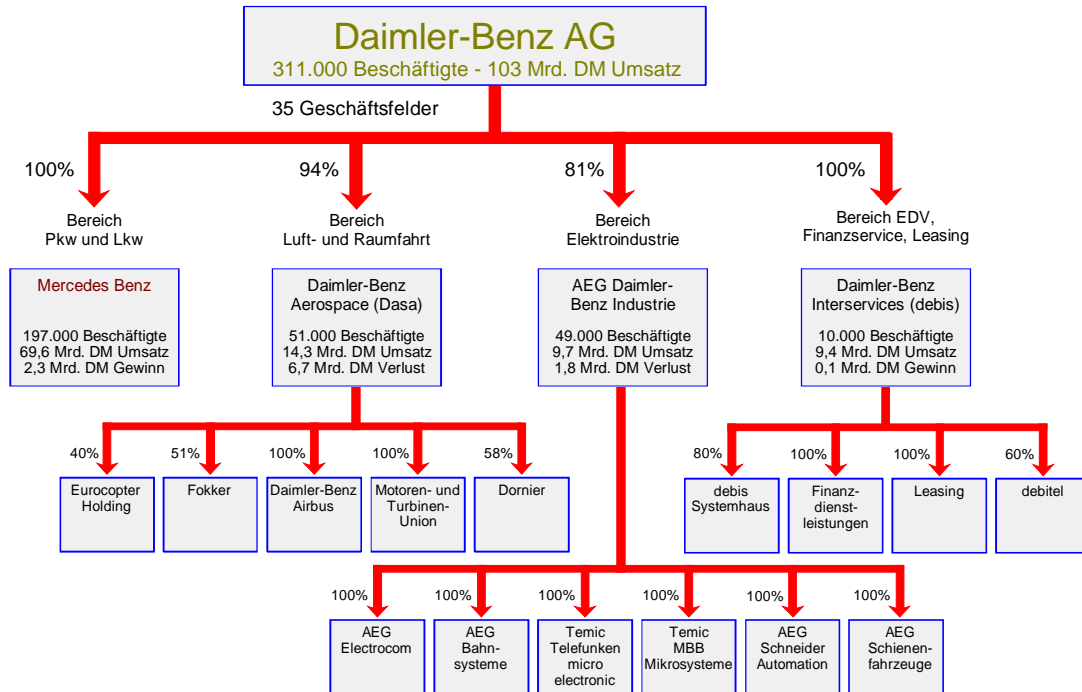 Daimler-Benz AG
311.000 Beschäftigte - 103 Mrd. DM Umsatz
35 Geschäftsfelder
100%
94%
81%
100%
Bereich
Pkw und Lkw
Bereich
Luft- und Raumfahrt
Bereich
Elektroindustrie
Bereich EDV,
Finanzservice, Leasing
Mercedes Benz
197.000 Beschäftigte
69,6 Mrd. DM Umsatz
2,3 Mrd. DM Gewinn
Daimler-Benz
Aerospace (Dasa)
51.000 Beschäftigte
14,3 Mrd. DM Umsatz
6,7 Mrd. DM Verlust
AEG Daimler-
Benz Industrie
49.000 Beschäftigte
9,7 Mrd. DM Umsatz
1,8 Mrd. DM Verlust
Daimler-Benz
Interservices (debis)
10.000 Beschäftigte
9,4 Mrd. DM Umsatz
0,1 Mrd. DM Gewinn
40%
51%
100%
100%
58%
80%
100%
100%
60%
Eurocopter
Holding
Fokker
Daimler-Benz
Airbus
Motoren- und
Turbinen-
Union
Dornier
debis
Systemhaus
Finanz-
dienst-
leistungen
Leasing
debitel
100%
100%
100%
100%
100%
100%
AEG
Electrocom
AEG
Bahn-
systeme
Temic
Telefunken
micro
electronic
Temic
MBB
Mikrosysteme
AEG
Schneider
Automation
AEG
Schienen-
fahrzeuge